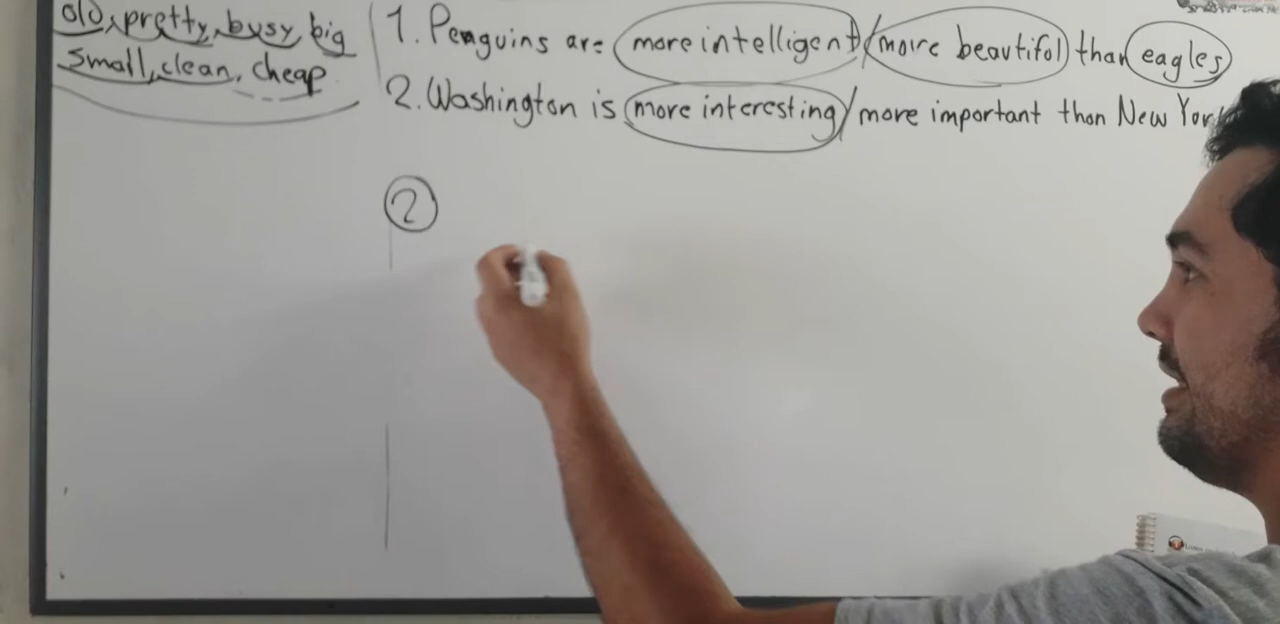 old, pretty, busy, big
small, clean, cheap
1. Penguins are more intelligent/more beautiful than eagles
2. Washington is more interesting/more important than New York
2